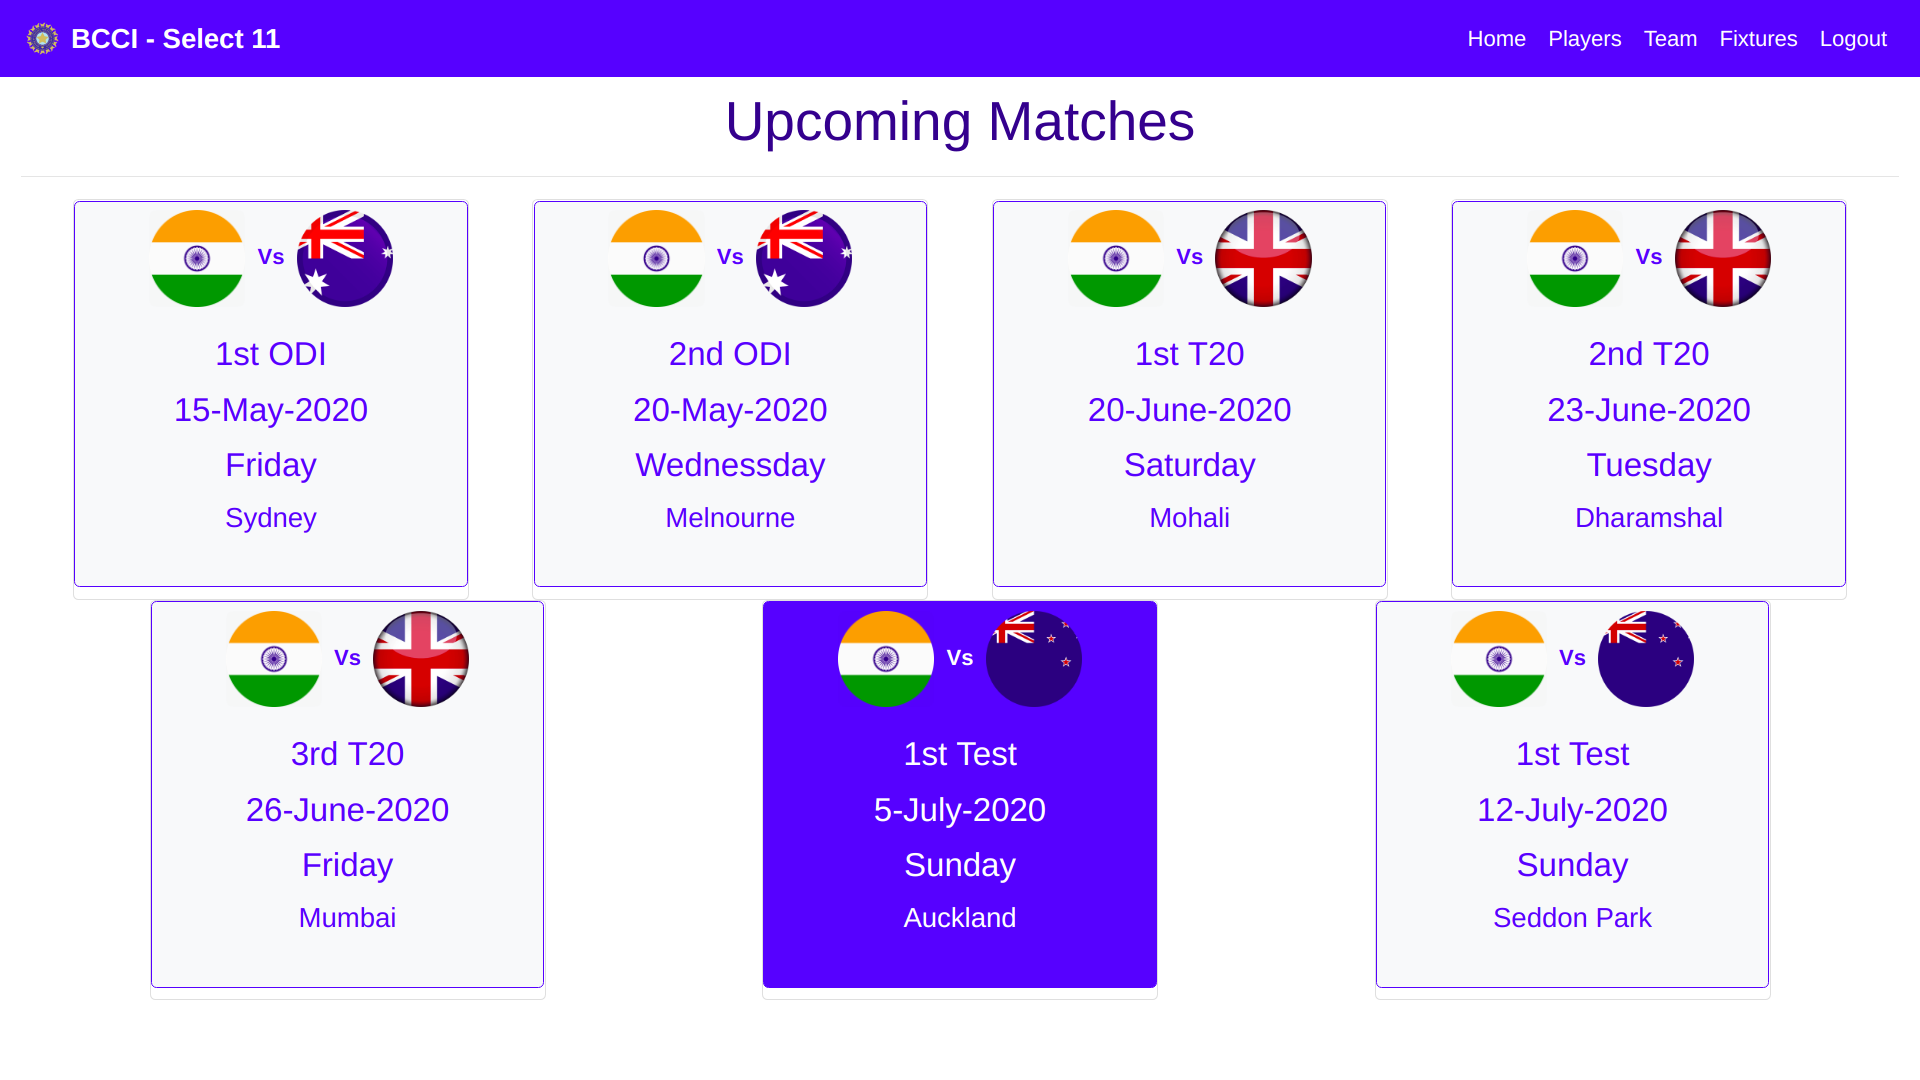 BCCI - Select 11
Home Players Team Fixtures Logout
Upcoming Matches
Vs
1st ODI
15-May-2020
Friday
Sydney
Vs
2nd ODI
20-May-2020
Wednessday
Melnourne
Vs
1st T20
20-June-2020
Saturday
Mohali
Vs
2nd T20
23-June-2020
Tuesday
Dharamshal
Vs
3rd T20
26-June-2020
Friday
Mumbai
Vs
1st Test
5-July-2020
Sunday
Auckland
Vs
1st Test
12-July-2020
Sunday
Seddon Park